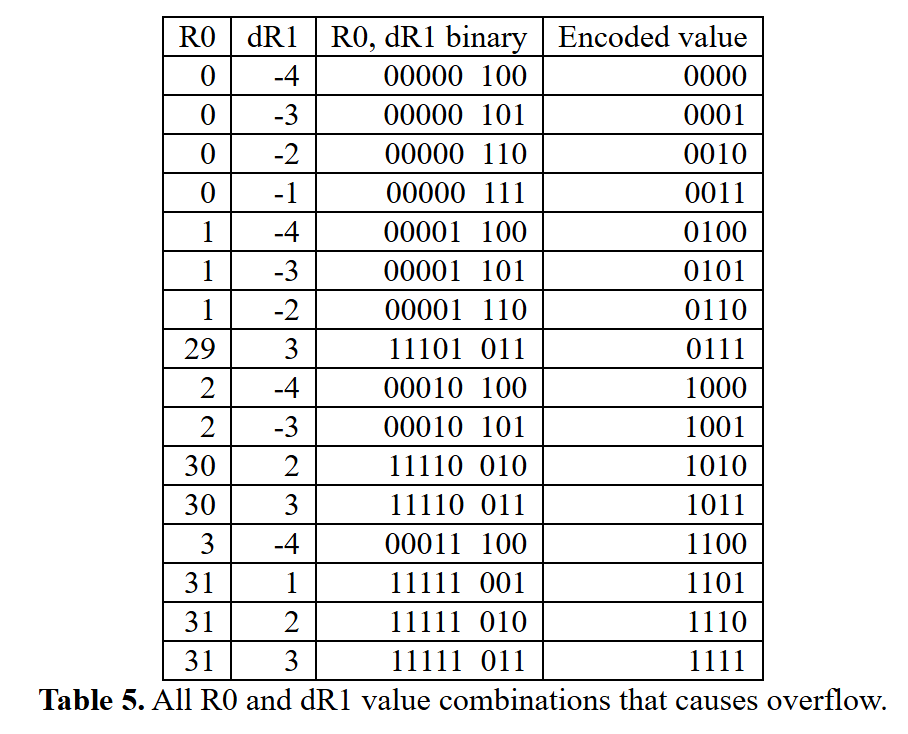 R0 dR1 R0, dR1 binary Encoded value
0 -4 00000 100 0000
0 -3 00000 101 0001
0 -2 00000 110 0010
0 -1 00000 111 0011
1 -4 00001 100 0100
1 -3 00001 101 0101
1 -2 00001 110 0110
29 3 11101 011 0111
2 -4 00010 100 1000
2 -3 00010 101 1001
30 2 11110 010 1010
30 3 11110 011 1011
3 -4 00011 100 1100
31 1 11111 001 1101
31 2 11111 010 1110
31 3 11111 011 1111
Table 5. All R0 and dR1 value combinations that causes overflow.